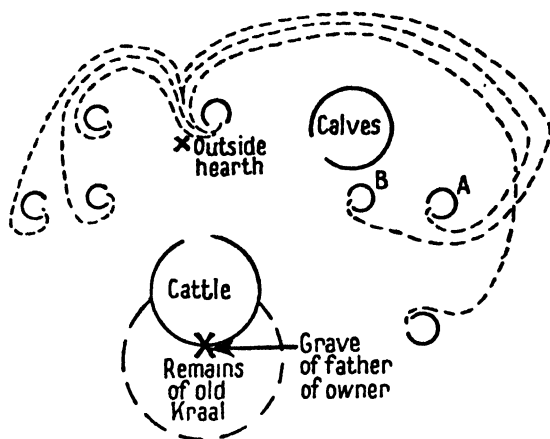 Calves
Outside
hearth
B
A
Cattle
Grave
of father
of owner
Remains
of old
Kraal